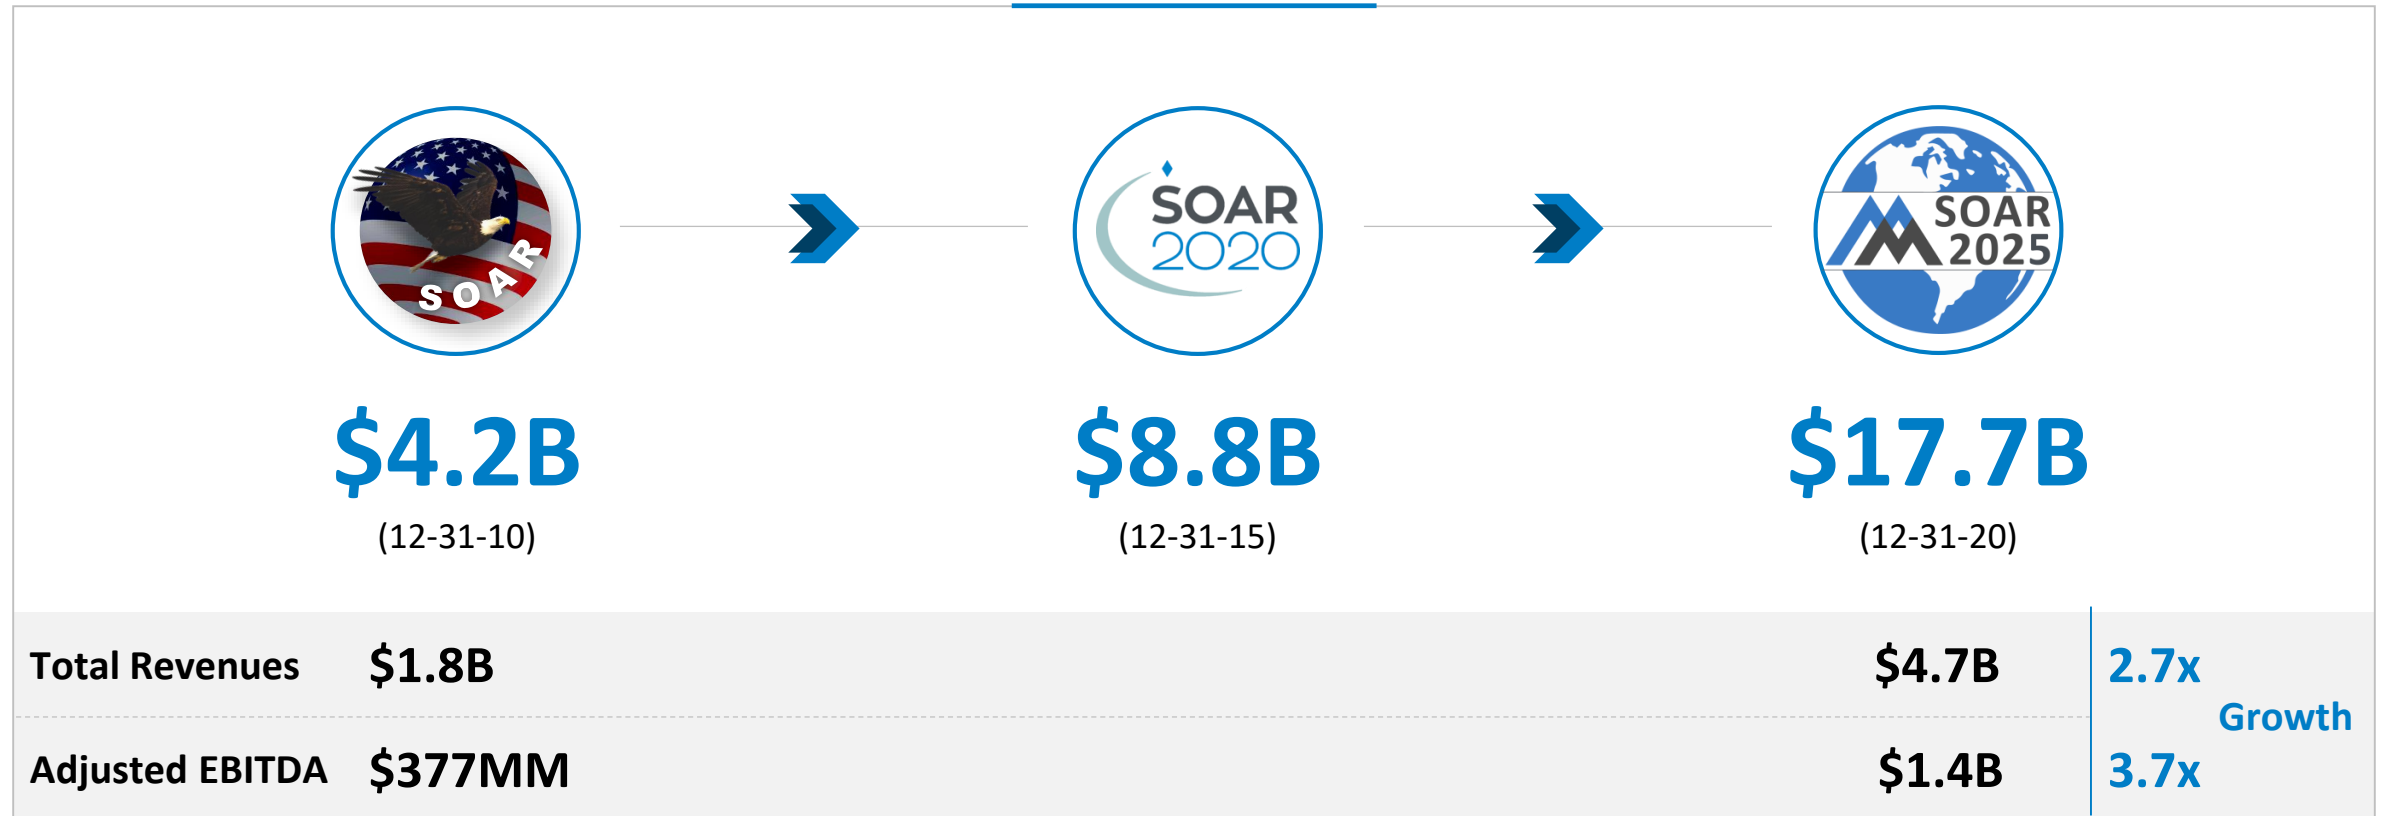 SOAR
SOAR
2020
SOAR
2025
$4.2B
$8.8B
$17.7B
(12-31-10)
(12-31-15)
(12-31-20)
Total Revenues $1.8B $4.7B 2.7x
Growth
Adjusted EBITDA $377MM $1.4B 3.7x